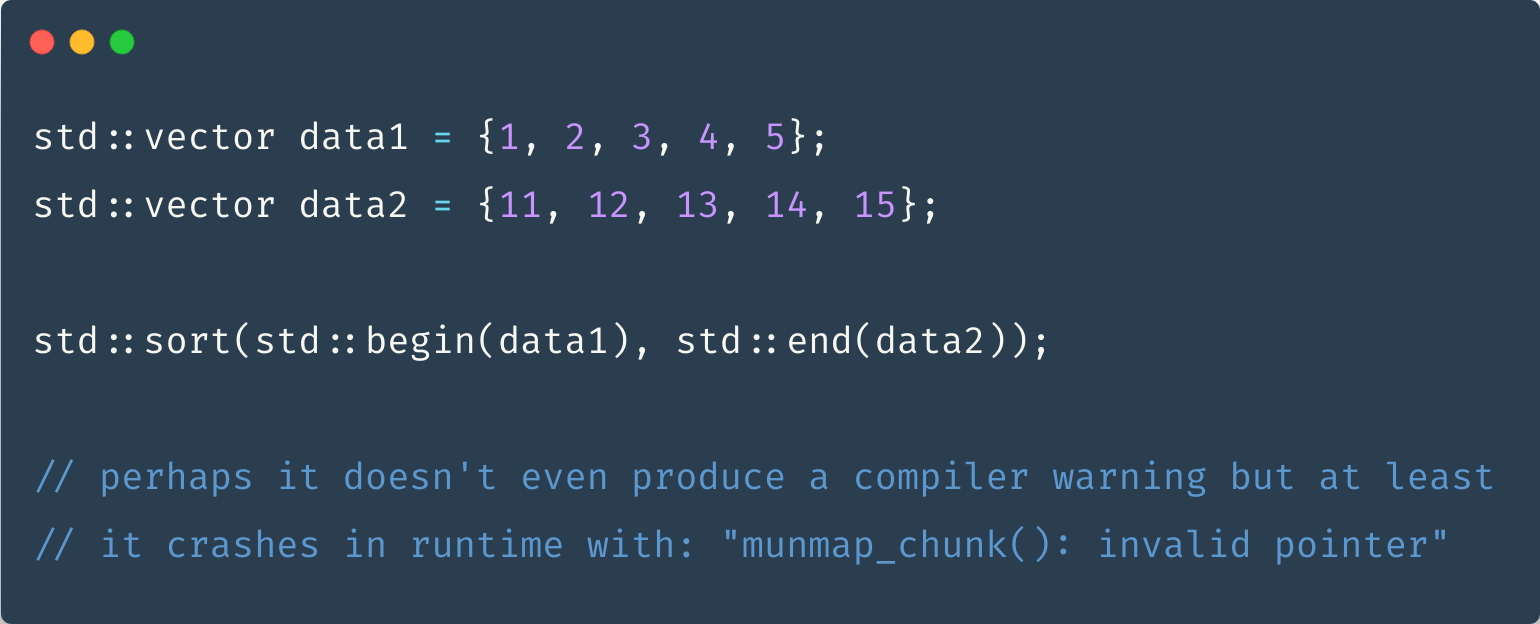 std::vector data1 = {1, 2, 3, 4, 5};
std::vector data2 = {11, 12, 13, 14, 15};
std::sort(std::begin(data1), std::end(data2));
// perhaps it doesn't even produce a compiler warning but at least
// it crashes in runtime with: "munmap_chunk(): invalid pointer"